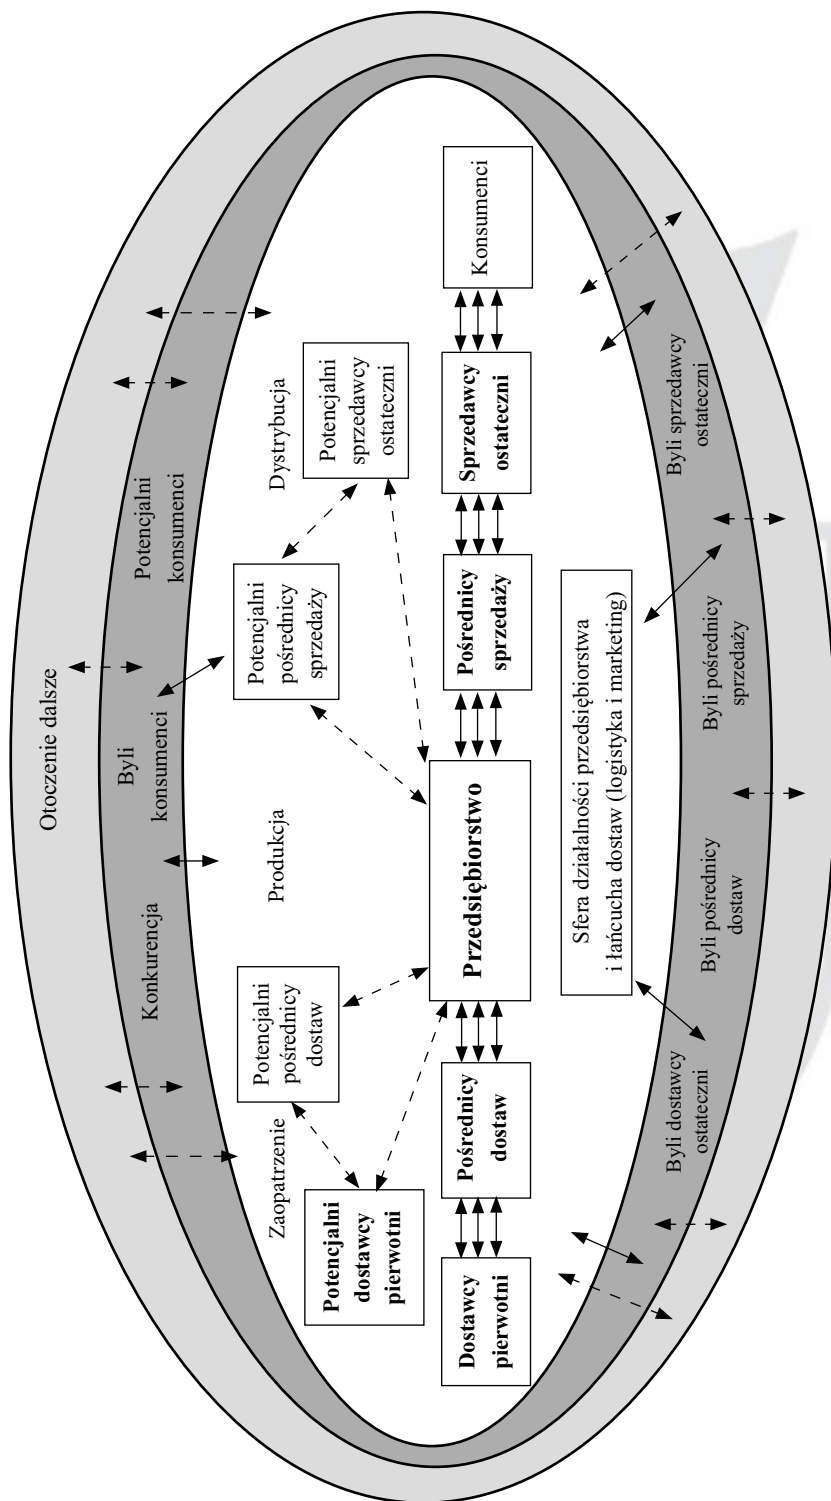 Otoczenie dalsze
Konkurencja
Byli
konsumenci
Potencjalni
konsumenci
Zaopatrzenie
Produkcja
Dystrybucja
Potencjalni
dostawcy
pierwotni
Potencjalni
pośrednicy
dostaw
Potencjalni
pośrednicy
sprzedaży
Potencjalni
sprzedawcy
ostateczni
Dostawcy
pierwotni
Pośrednicy
dostaw
Przedsiębiorstwo
Pośrednicy
sprzedaży
Sprzedawcy
ostateczni
Konsumenci
Sfera działalności przedsiębiorstwa
i łańcucha dostaw (logistyka i marketing)
Byli dostawcy
ostateczni
Byli pośrednicy
dostaw
Byli pośrednicy
sprzedaży
Byli sprzedawcy
ostateczni